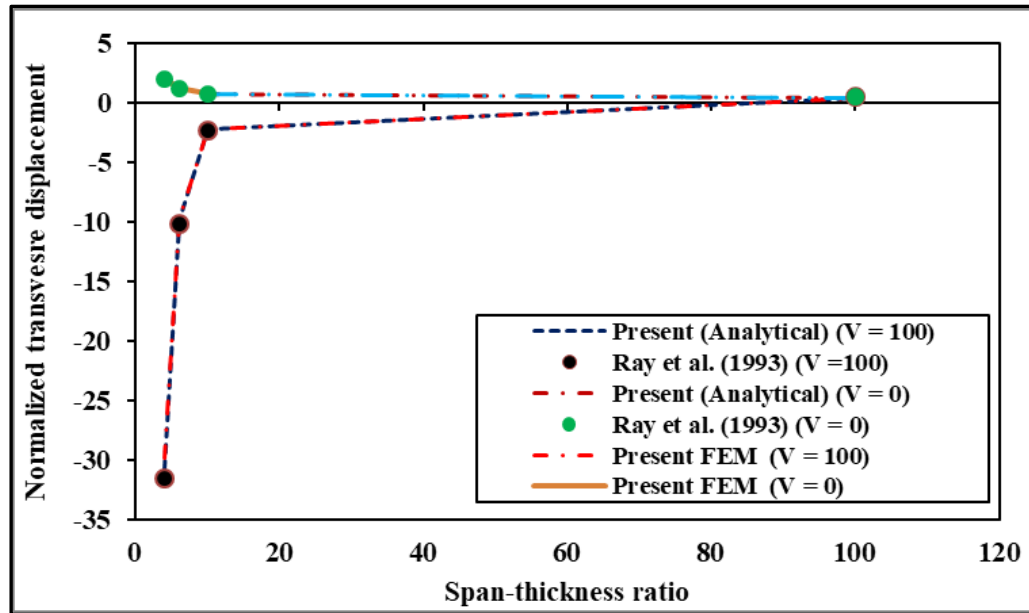 5
0
-5
-10
-15
-20
-25
-30
-35
0 20 40 60 80 100 120
Normalized transvesre displacement
Span-thickness ratio
Present (Analytical) (V = 100)
Ray et al. (1993) (V =100)
Present (Analytical) (V = 0)
Ray et al. (1993) (V = 0)
Present FEM (V = 100)
Present FEM (V = 0)